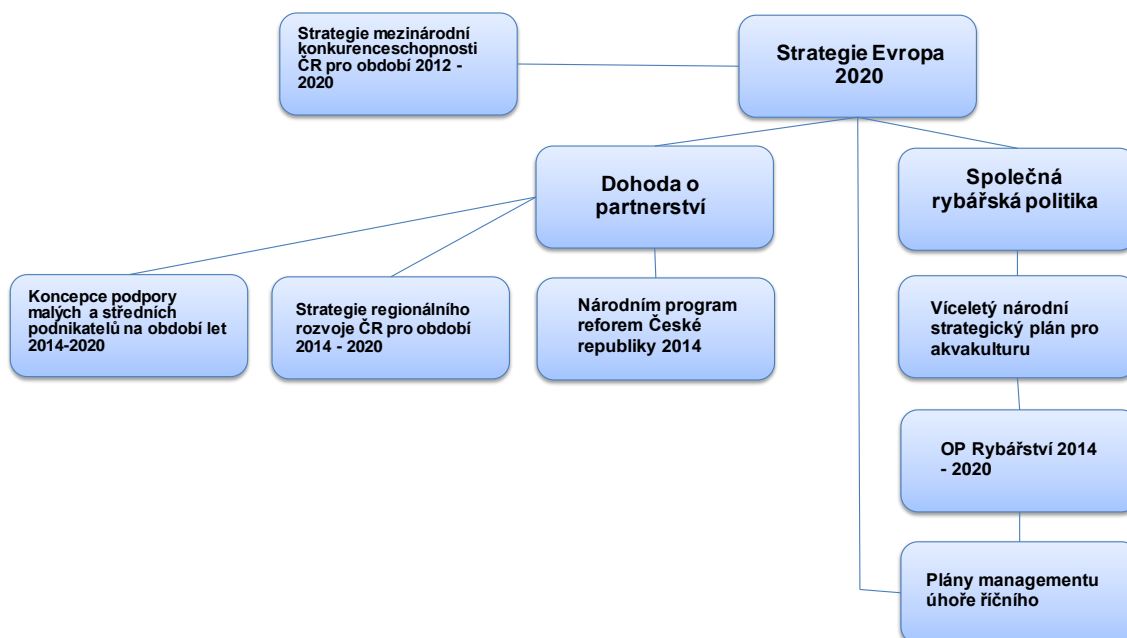 Strategie mezinárodní
konkurenceschopnosti
ČR pro období 2012 -
2020
Strategie Evropa
2020
Dohoda o
partnerství
Společná
rybářská politika
Koncepce podpory
malých a středních
podnikatelů na období let
2014-2020
Strategie regionálního
rozvoje ČR pro období
2014 - 2020
Národním program
reforem České
republiky 2014
Víceletý národní
strategický plán pro
akvakulturu
OP Rybářství 2014
- 2020
Plány managementu
úhoře říčního